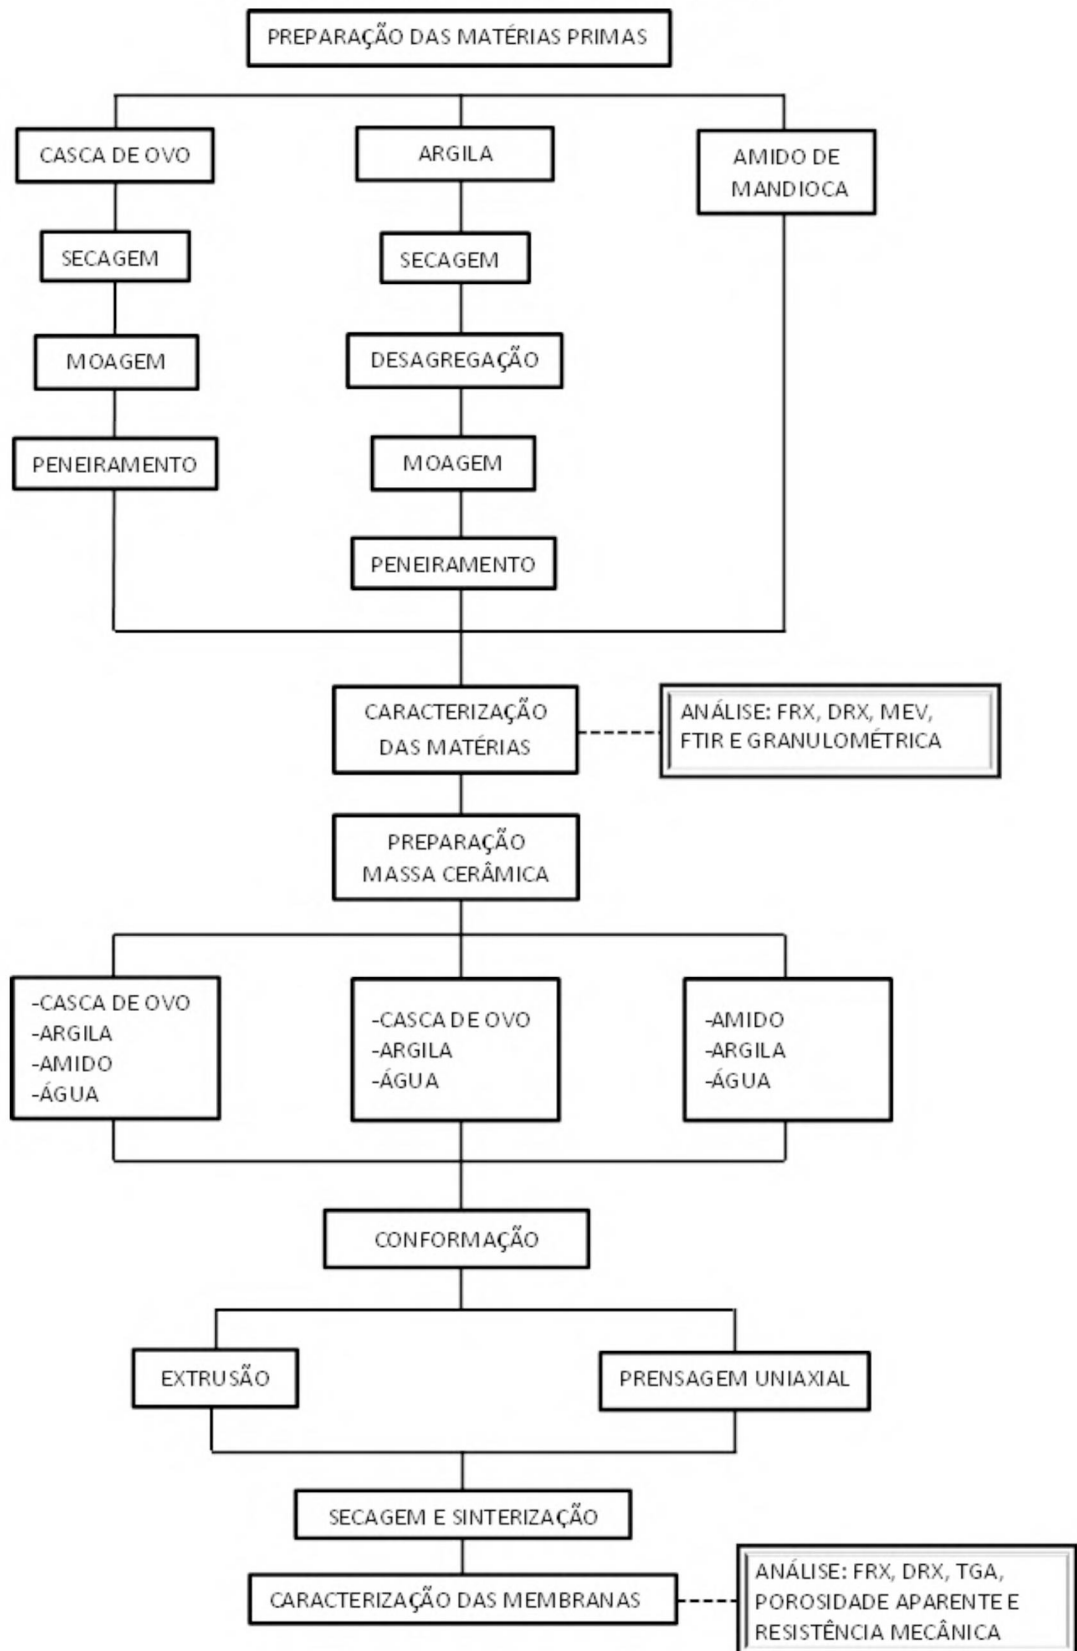 PREPARAÇÃO DAS MATÉRIAS PRIMAS
CASCA DE OVO
ARGILA
AMIDO DE
MANDIOCA
SECAGEM
SECAGEM
MOAGEM
DESAGREGAÇÃO
PENEIRAMENTO
MOAGEM
PENEIRAMENTO
CARACTERIZAÇÃO
DAS MATÉRIAS
ANÁLISE: FRX, DRX, MEV,
FTIR E GRANULOMÉTRICA
PREPARAÇÃO
MASSA CERÂMICA
-CASCA DE OVO
-ARGILA
-AMIDO
-ÁGUA
-CASCA DE OVO
-ARGILA
-ÁGUA
-AMIDO
-ARGILA
-ÁGUA
CONFORMAÇÃO
EXTRUSÃO
PRENSAGEM UNIAXIAL
SECAGEM E SINTERIZAÇÃO
CARACTERIZAÇÃO DAS MEMBRANAS
ANÁLISE: FRX, DRX, TGA,
POROSIDADE APARENTE E
RESISTÊNCIA MECÂNICA